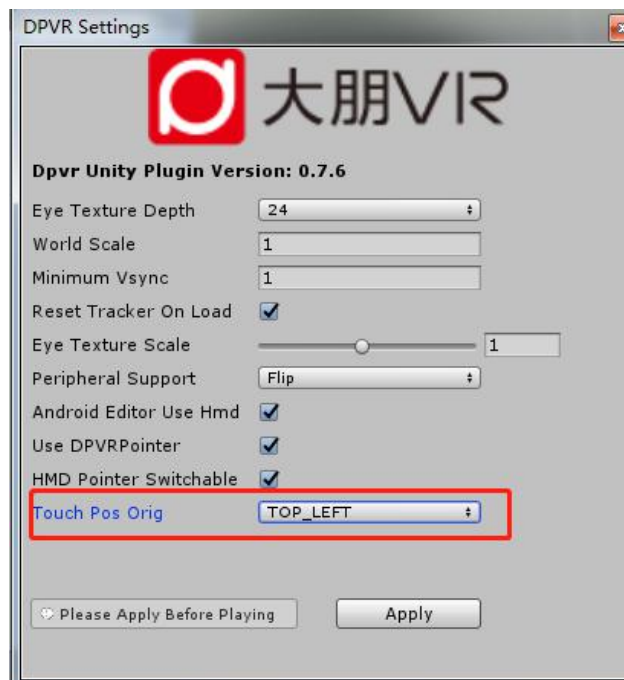 DPVR Settings
大朋VR
Dpvr Unity Plugin Version: 0.7.6
Eye Texture Depth 24
World Scale 1
Minimum Vsync 1
Reset Tracker On Load
Eye Texture Scale 1
Peripheral Support Flip
Android Editor Use Hmd
Use DPVRPointer
HMD Pointer Switchable
Touch Pos Orig TOP_LEFT
Please Apply Before Playing Apply